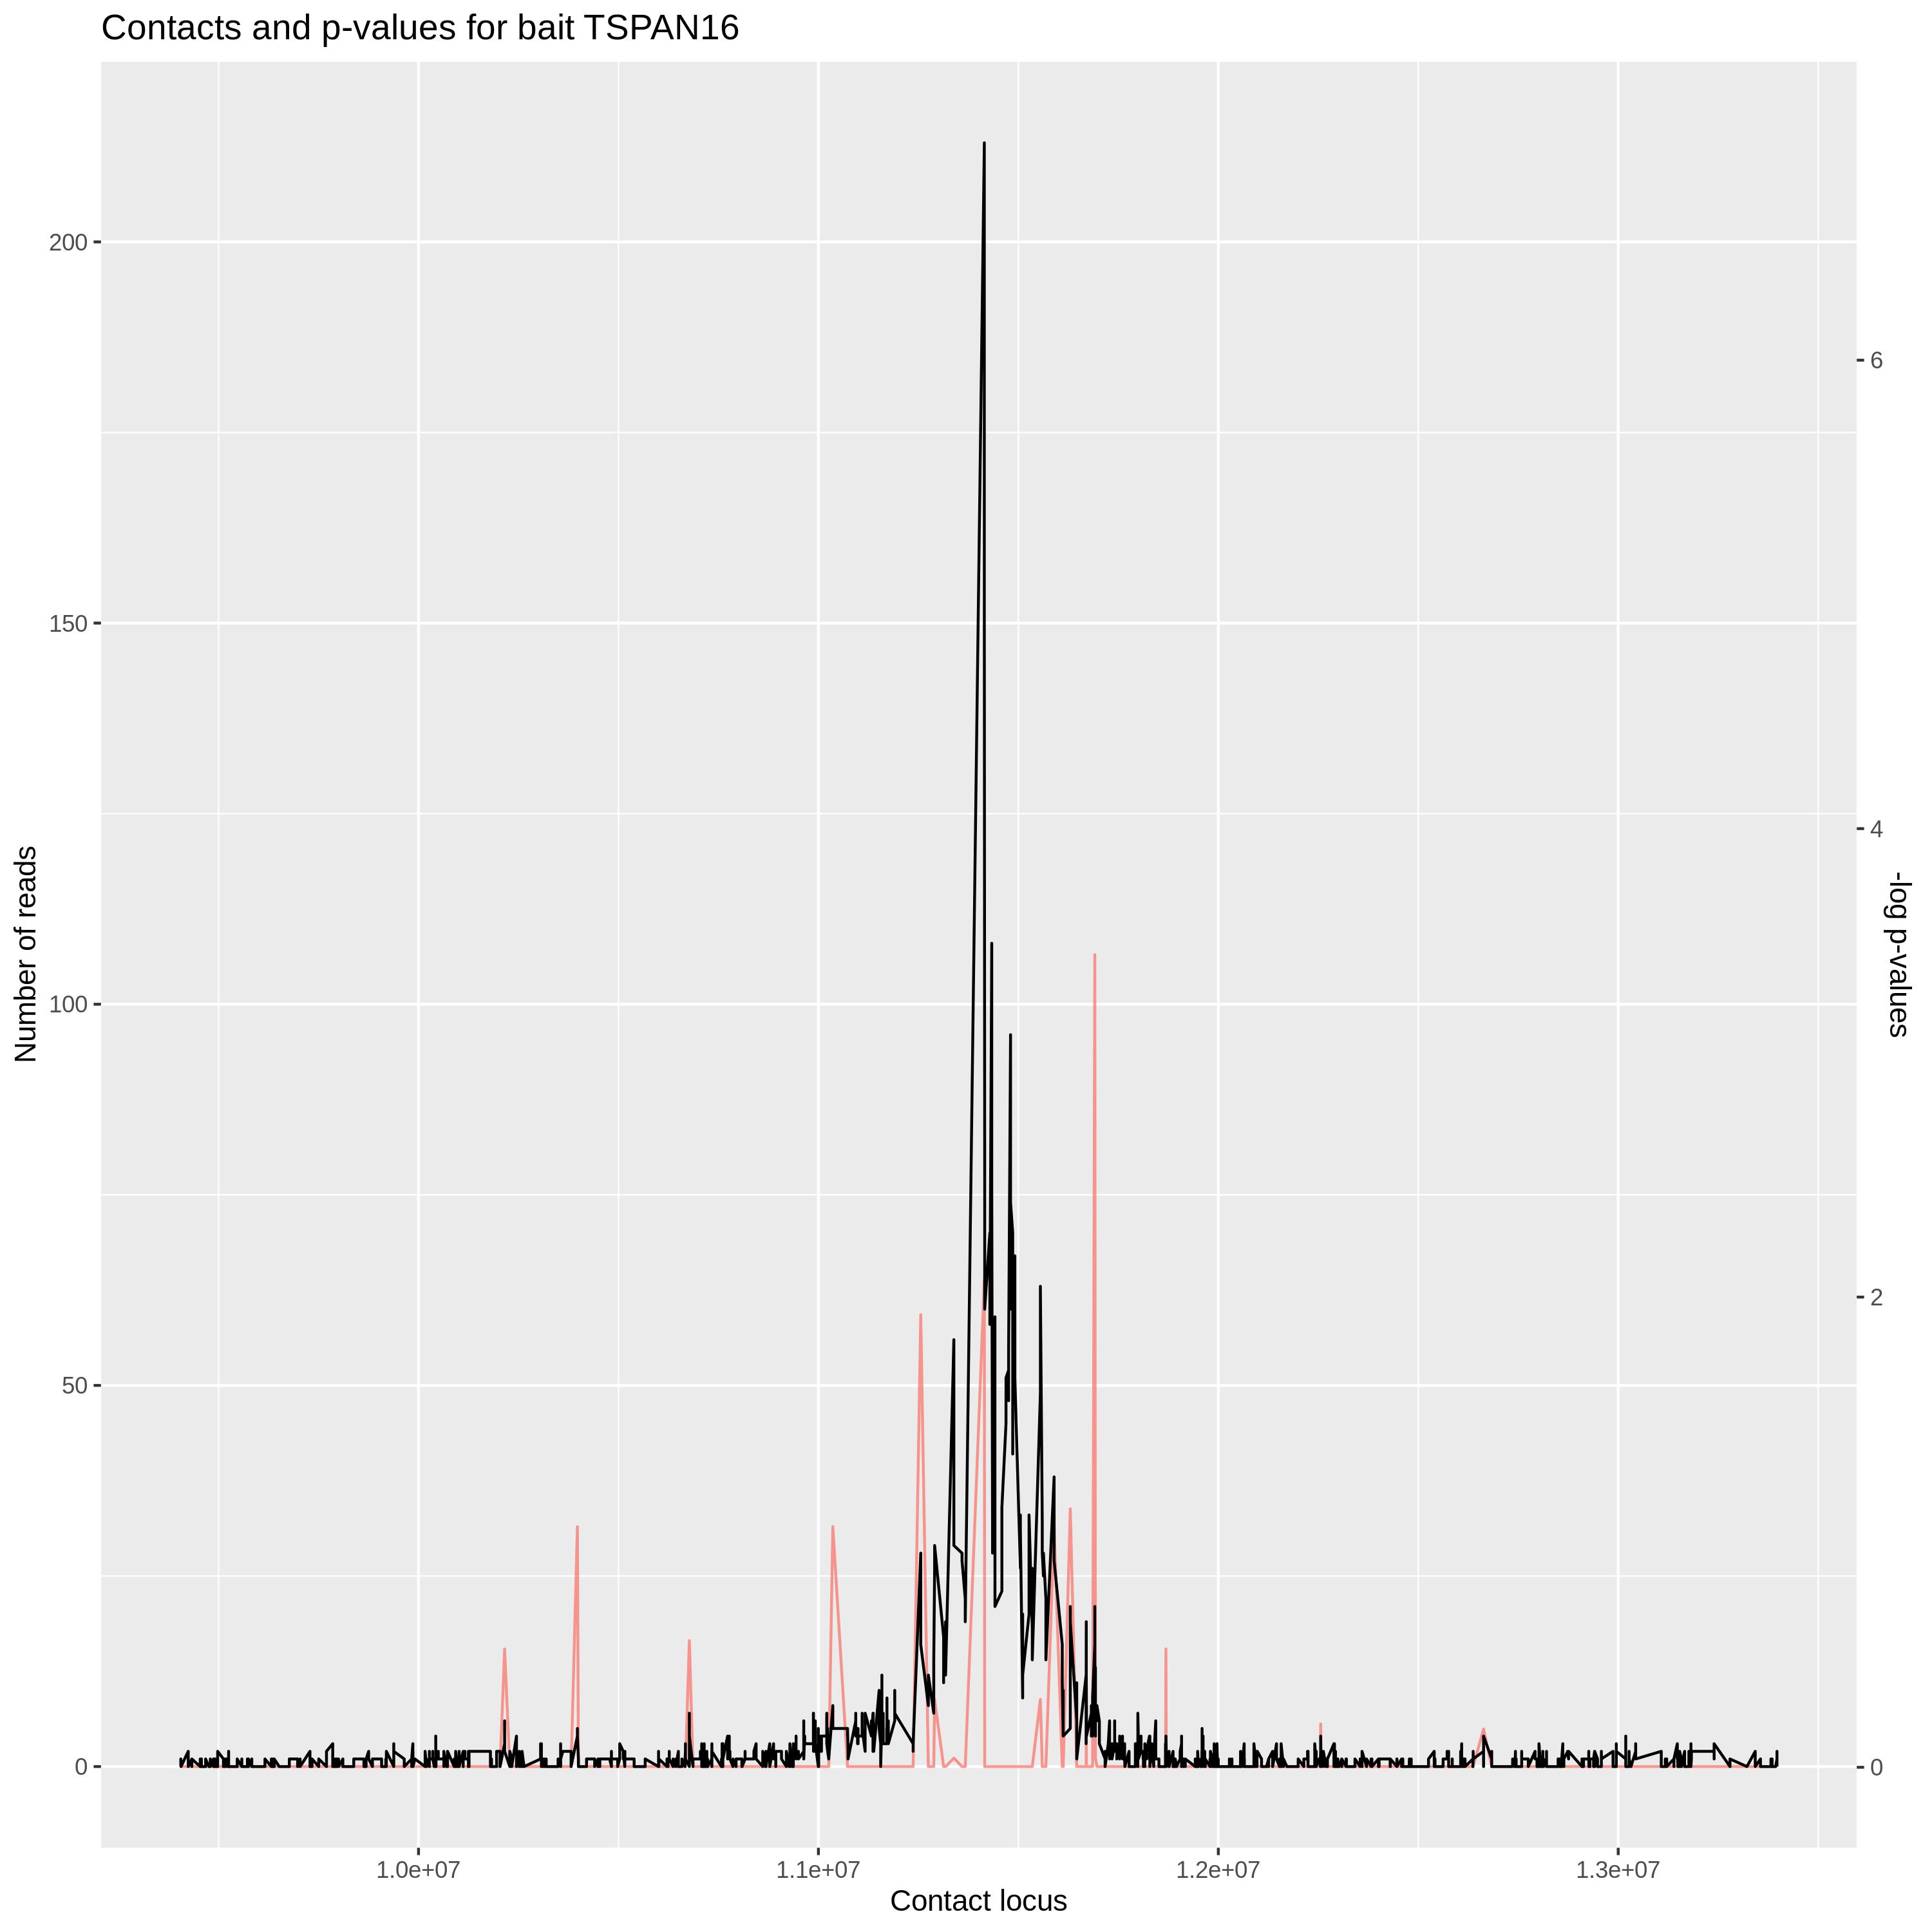 Contacts and p-values for bait TSPAN16
Number of reads
200
150
100
50
0
6
4
2
0
-log p-values
1.0e+07
1.1e+07
1.2e+07
1.3e+07
Contact locus